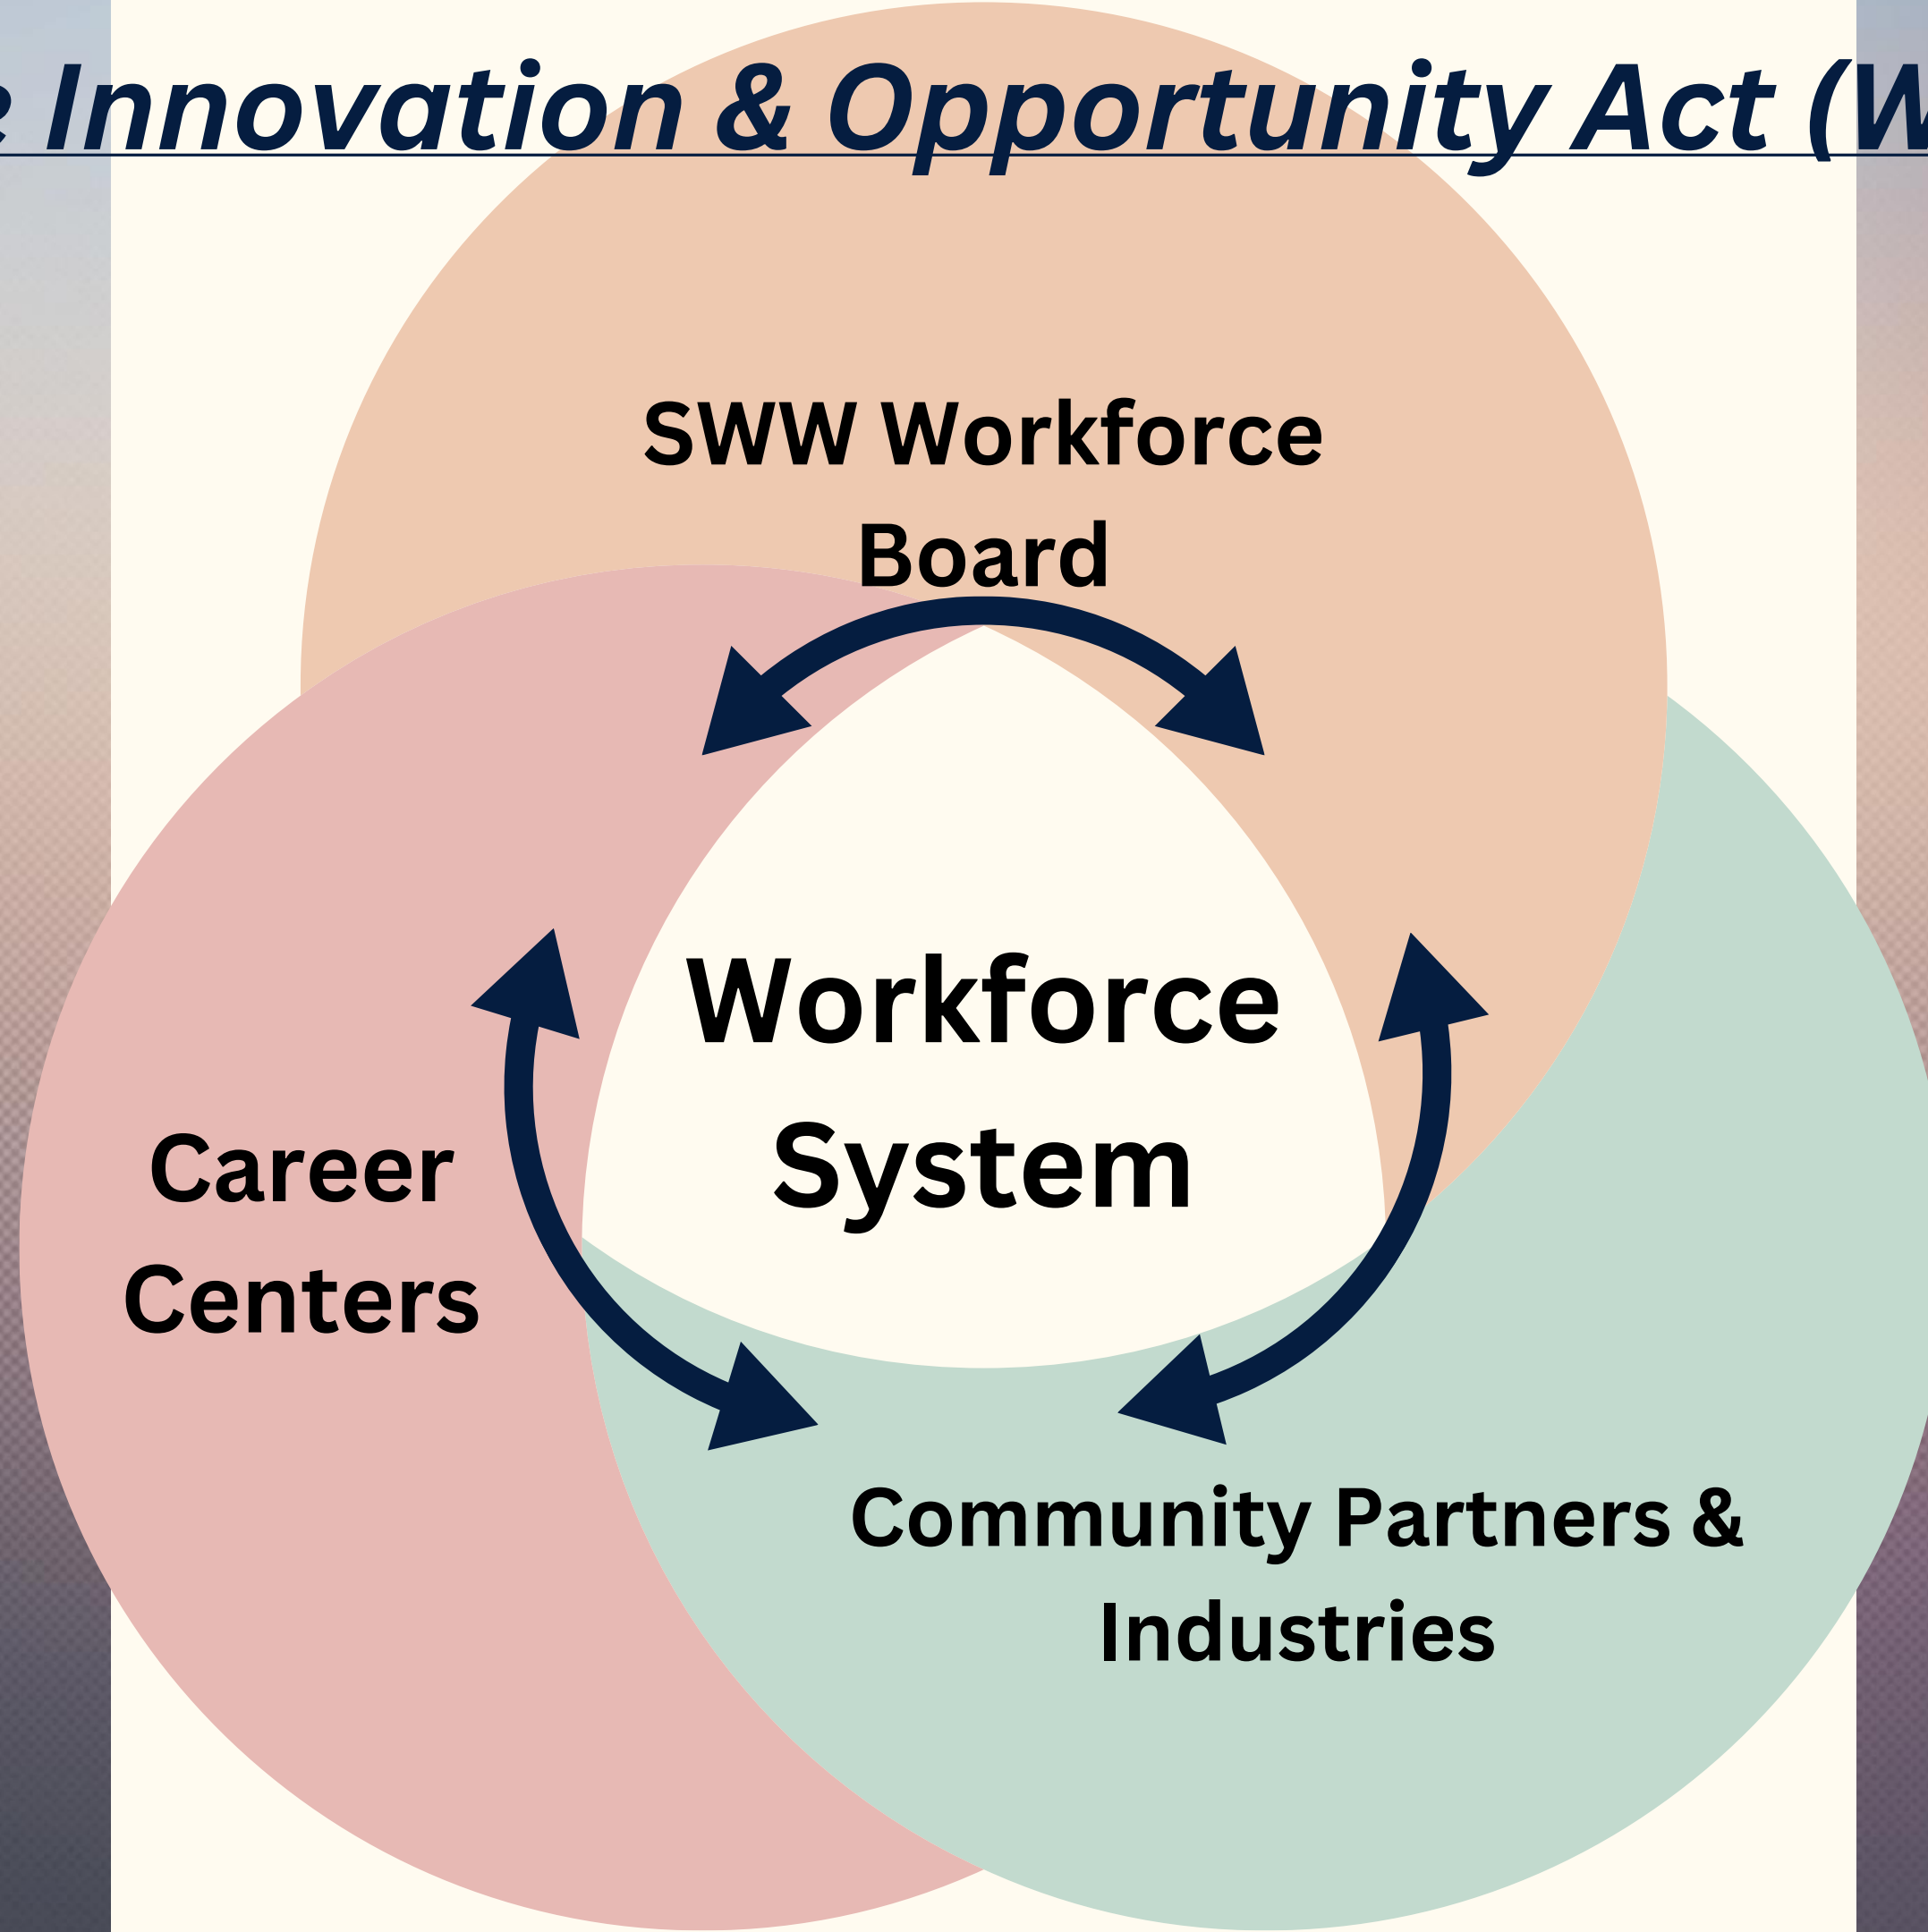 Innovation & Opportunity Act (W
SWW Workforce
Board
Workforce
System
Career
Centers
Community Partners &
Industries